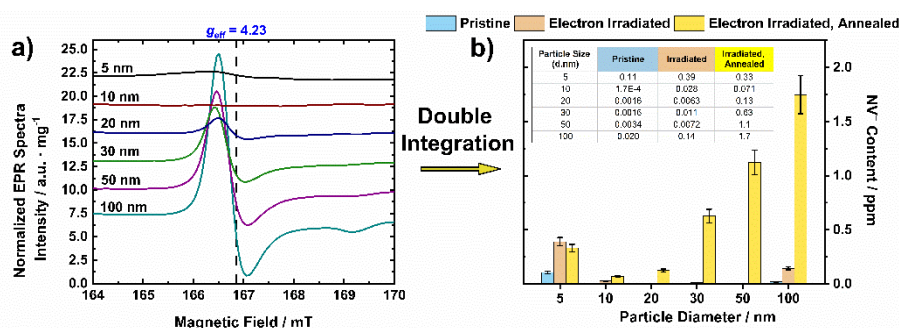 Pristine Electron Irradiated Electron Irradiated, Annealed
a)
g_eff = 4.23
Normalized EPR Spectra
Intensity / a.u. · mg⁻¹
25.0
22.5
20.0
17.5
15.0
12.5
10.0
7.5
5.0
2.5
0.0
5 nm
10 nm
20 nm
30 nm
50 nm
100 nm
164 165 166 167 168 169 170
Magnetic Field / mT
Double
Integration
b)
Particle Size (d.nm) Pristine Irradiated Irradiated, Annealed
5 0.11 0.39 0.33
10 1.7E-4 0.028 0.071
20 0.0016 0.0063 0.13
30 0.0016 0.011 0.63
50 0.0034 0.0072 1.1
100 0.020 0.14 1.7
2.0
1.5
1.0
0.5
0.0
NV⁻ Content / ppm
5 10 20 30 50 100
Particle Diameter / nm